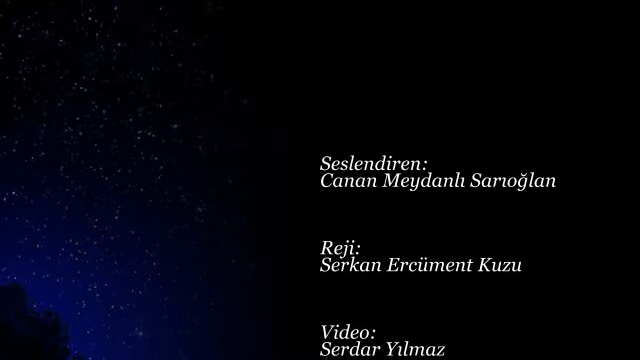 Seslendiren:
Canan Meydanlı Sarıoğlan
Reji:
Serkan Ercüment Kuzu
Video:
Serdar Yılmaz